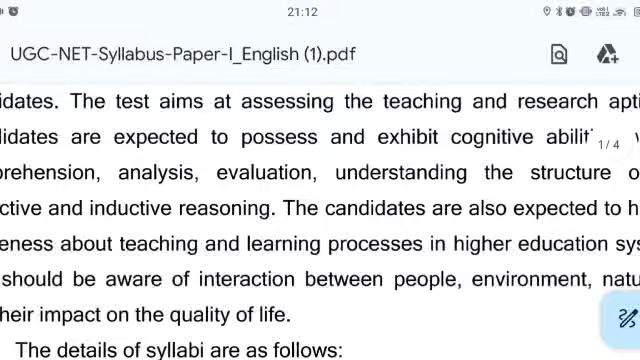 21:12
UGC-NET-Syllabus-Paper-I_English (1).pdf
idates. The test aims at assessing the teaching and research apti
lidates are expected to possess and exhibit cognitive abilit
1/4
rehension, analysis, evaluation, understanding the structure o
ctive and inductive reasoning. The candidates are also expected to h
eness about teaching and learning processes in higher education sys
should be aware of interaction between people, environment, natu
heir impact on the quality of life.
The details of syllabi are as follows: